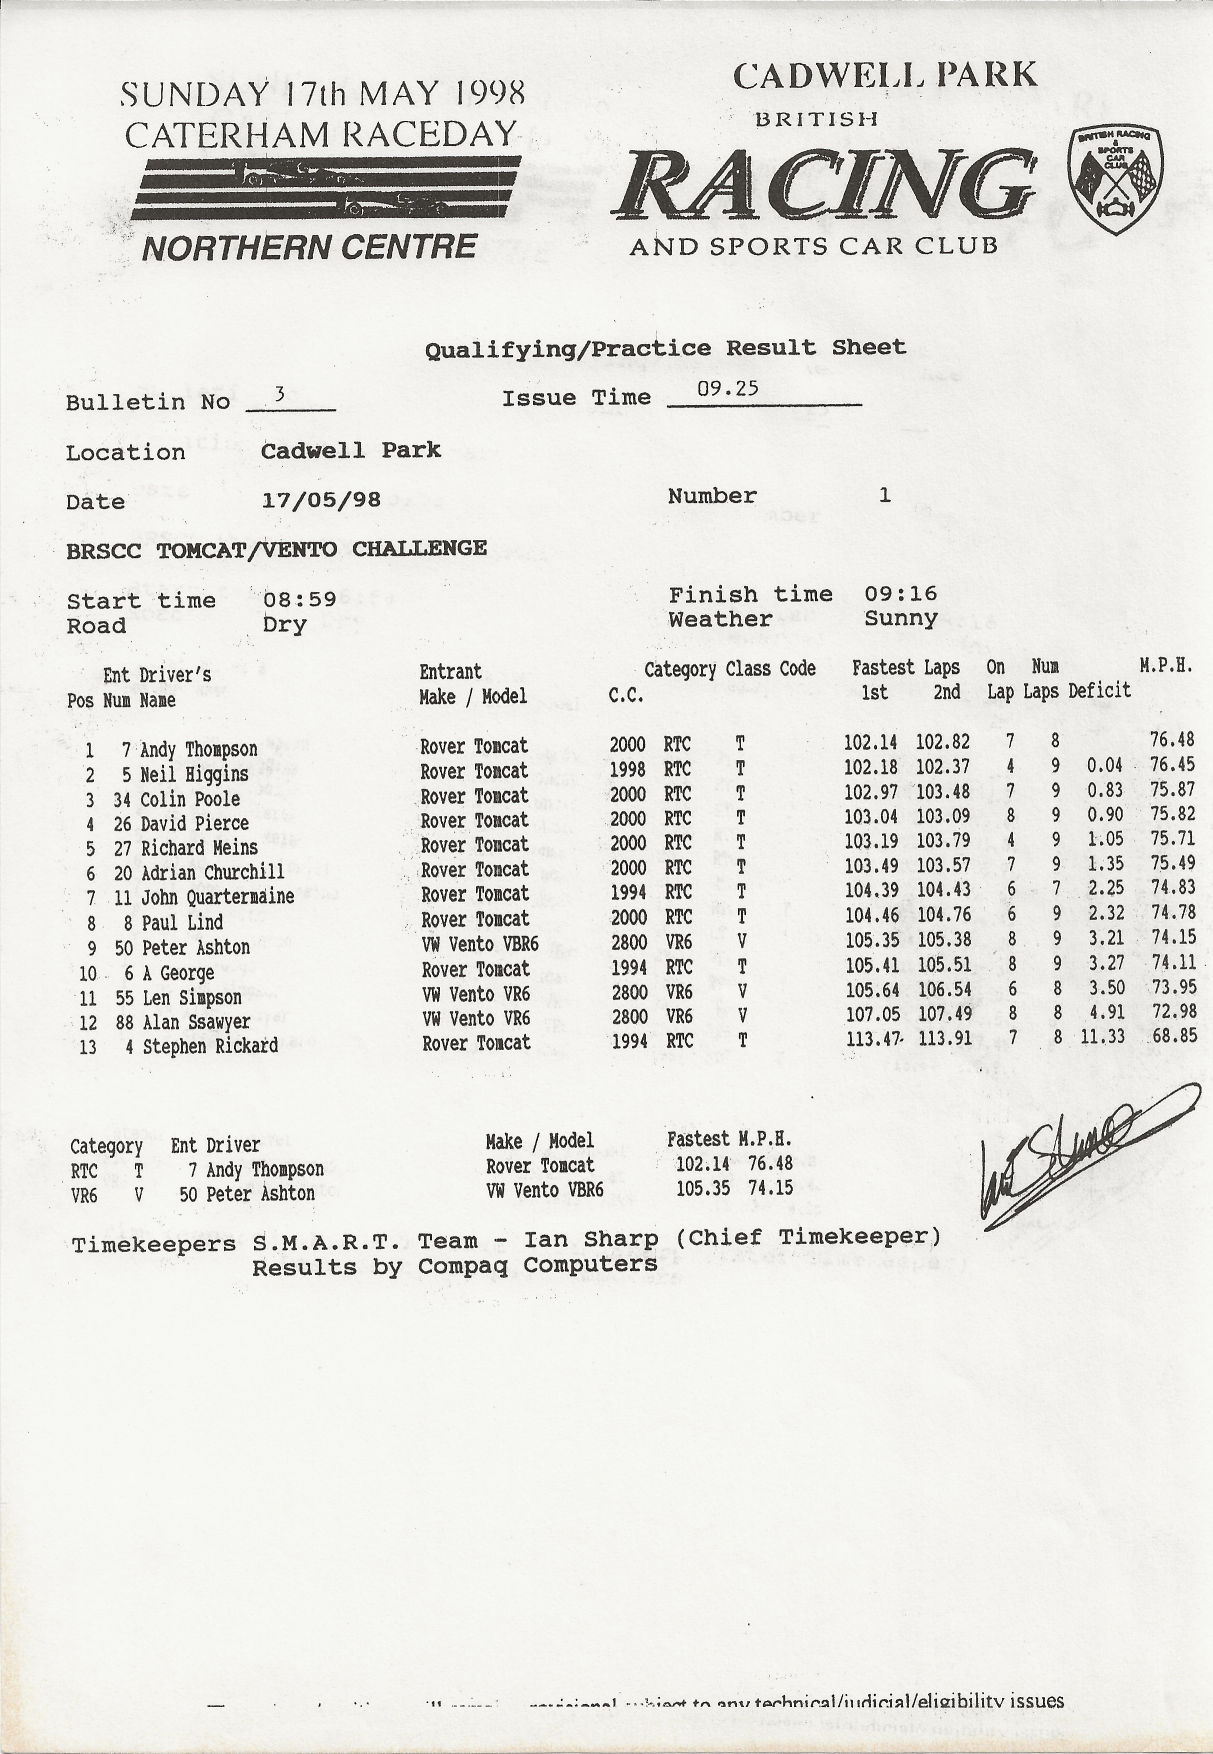 SUNDAY 17th MAY 1998
CATERHAM RACEDAY
NORTHERN CENTRE
CADWELL PARK
BRITISH
RACING
AND SPORTS CAR CLUB
BRITISH RACING
&
SPORTS
CAR
CLUB
Qualifying/Practice Result Sheet
Bulletin No 3 Issue Time 09.25
Location Cadwell Park
Date 17/05/98 Number 1
BRSCC TOMCAT/VENTO CHALLENGE
Start time 08:59 Finish time 09:16
Road Dry Weather Sunny
Ent Driver's Entrant Category Class Code Fastest Laps On Num M.P.H.
Pos Num Name Make / Model C.C. 1st 2nd Lap Laps Deficit
1 7 Andy Thompson Rover Tomcat 2000 RTC T 102.14 102.82 7 8 76.48
2 5 Neil Higgins Rover Tomcat 1998 RTC T 102.18 102.37 4 9 0.04 76.45
3 34 Colin Poole Rover Tomcat 2000 RTC T 102.97 103.48 7 9 0.83 75.87
4 26 David Pierce Rover Tomcat 2000 RTC T 103.04 103.09 8 9 0.90 75.82
5 27 Richard Meins Rover Tomcat 2000 RTC T 103.19 103.79 4 9 1.05 75.71
6 20 Adrian Churchill Rover Tomcat 2000 RTC T 103.49 103.57 7 9 1.35 75.49
7 11 John Quartermaine Rover Tomcat 1994 RTC T 104.39 104.43 6 7 2.25 74.83
8 8 Paul Lind Rover Tomcat 2000 RTC T 104.46 104.76 6 9 2.32 74.78
9 50 Peter Ashton VW Vento VBR6 2800 VR6 V 105.35 105.38 8 9 3.21 74.15
10 6 A George Rover Tomcat 1994 RTC T 105.41 105.51 8 9 3.27 74.11
11 55 Len Simpson VW Vento VR6 2800 VR6 V 105.64 106.54 6 8 3.50 73.95
12 88 Alan Ssawyer VW Vento VR6 2800 VR6 V 107.05 107.49 8 8 4.91 72.98
13 4 Stephen Rickard Rover Tomcat 1994 RTC T 113.47 113.91 7 8 11.33 68.85
Category Ent Driver Make / Model Fastest M.P.H.
RTC T 7 Andy Thompson Rover Tomcat 102.14 76.48
VR6 V 50 Peter Ashton VW Vento VBR6 105.35 74.15
Timekeepers S.M.A.R.T. Team - Ian Sharp (Chief Timekeeper)
Results by Compaq Computers
provisional subject to any technical/judicial/eligibility issues